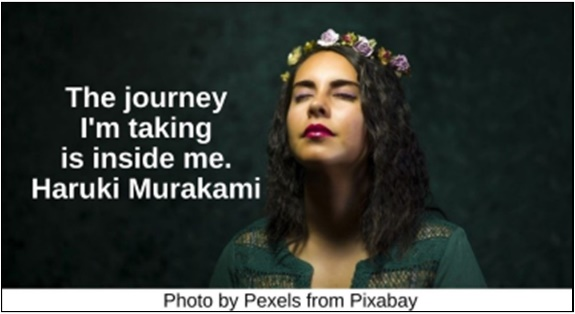 The journey
I'm taking
is inside me.
Haruki Murakami
Photo by Pexels from Pixabay